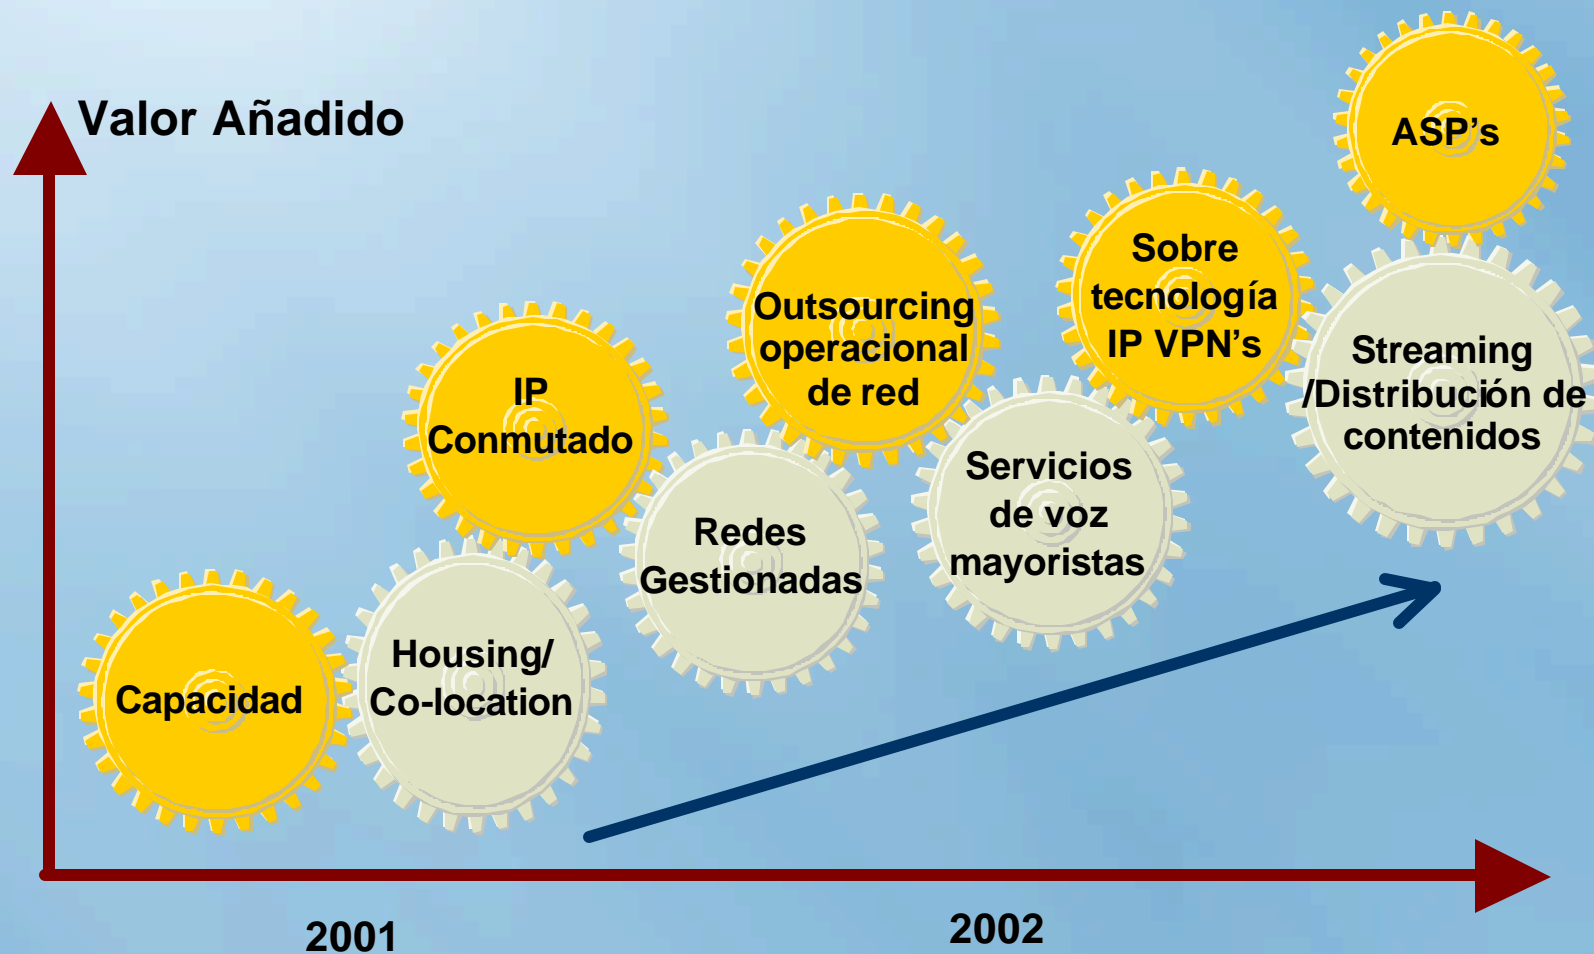 Valor Añadido
ASP's
Sobre
tecnología
IP VPN's
Outsourcing
operacional
de red
Streaming
/Distribución de
contenidos
IP
Conmutado
Servicios
de voz
mayoristas
Redes
Gestionadas
Housing/
Co-location
Capacidad
2001
2002